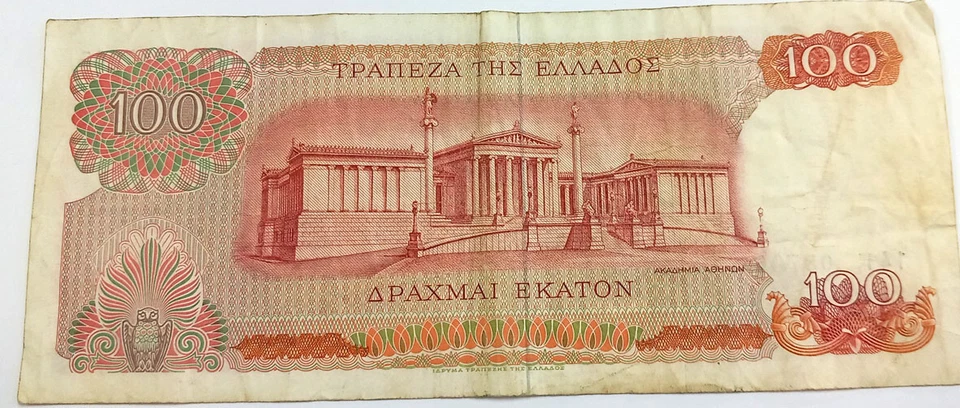 ΤΡΑΠΕΖΑ ΤΗΣ ΕΛΛΑΔΟΣ
100
100
ΑΚΑΔΗΜΙΑ ΑΘΗΝΩΝ
ΔΡΑΧΜΑΙ ΕΚΑΤΟΝ
100
ΙΔΡΥΜΑ ΤΡΑΠΕΖΗΣ ΤΗΣ ΕΛΛΑΔΟΣ